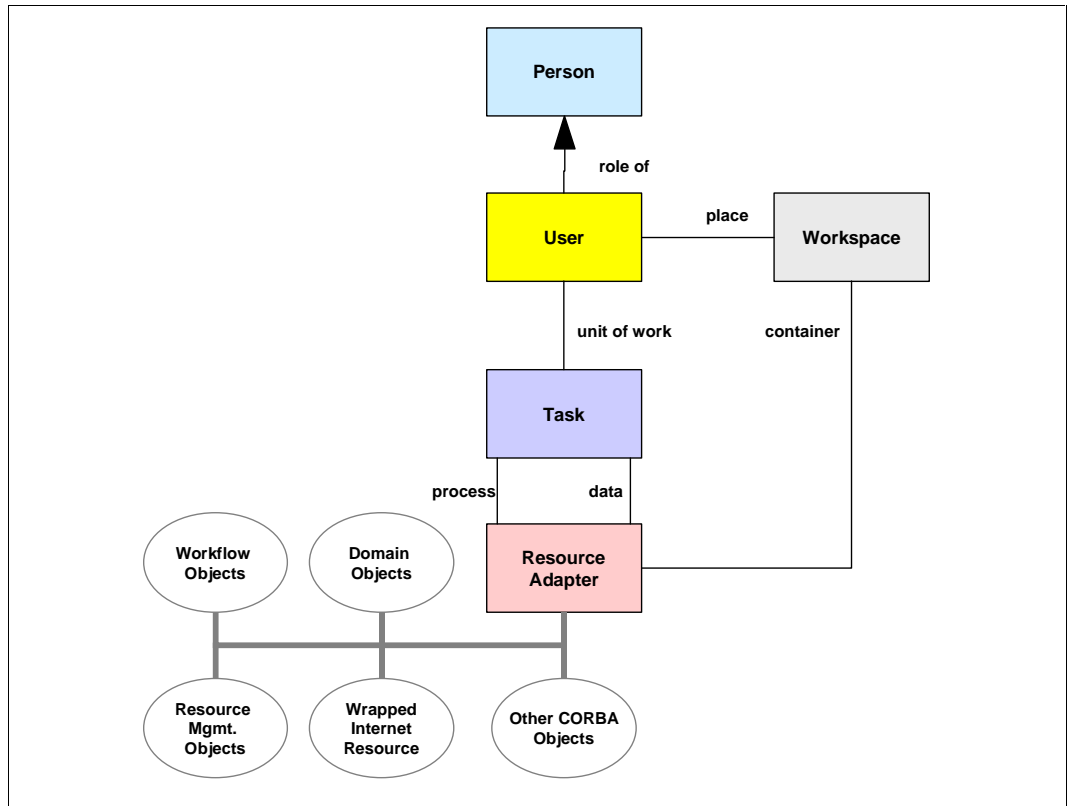 Person
role of
User
place
Workspace
unit of work
container
Task
process
data
Workflow
Objects
Domain
Objects
Resource
Adapter
Resource
Mgmt.
Objects
Wrapped
Internet
Resource
Other CORBA
Objects